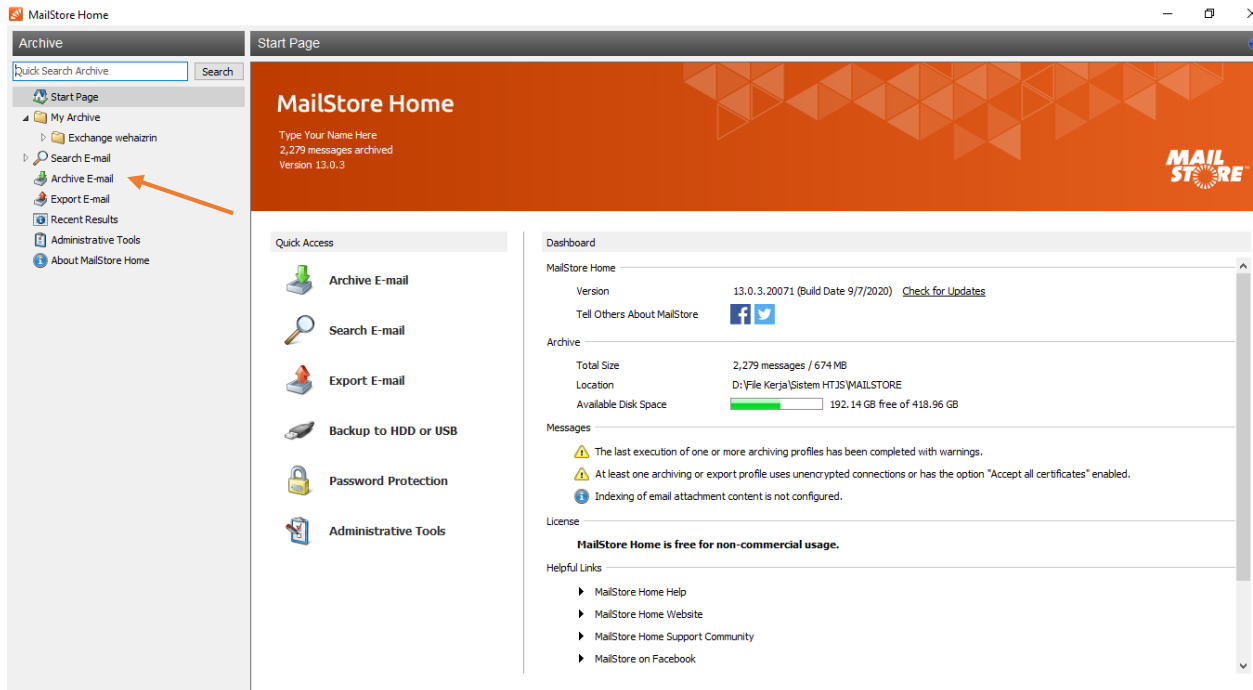 MailStore Home
Archive
Quick Search Archive
Search
Start Page
My Archive
Exchange wehaizrin
Search E-mail
Archive E-mail
Export E-mail
Recent Results
Administrative Tools
About MailStore Home
Start Page
MailStore Home
Type Your Name Here
2,279 messages archived
Version 13.0.3
MAIL
STORE
Quick Access
Archive E-mail
Search E-mail
Export E-mail
Backup to HDD or USB
Password Protection
Administrative Tools
Dashboard
MailStore Home
Version 13.0.3.20071 (Build Date 9/7/2020) Check for Updates
Tell Others About MailStore
Archive
Total Size 2,279 messages / 674 MB
Location D:\File Kerja\Sistem HTJS\MAILSTORE
Available Disk Space 192.14 GB free of 418.96 GB
Messages
The last execution of one or more archiving profiles has been completed with warnings.
At least one archiving or export profile uses unencrypted connections or has the option "Accept all certificates" enabled.
Indexing of email attachment content is not configured.
License
MailStore Home is free for non-commercial usage.
Helpful Links
MailStore Home Help
MailStore Home Website
MailStore Home Support Community
MailStore on Facebook